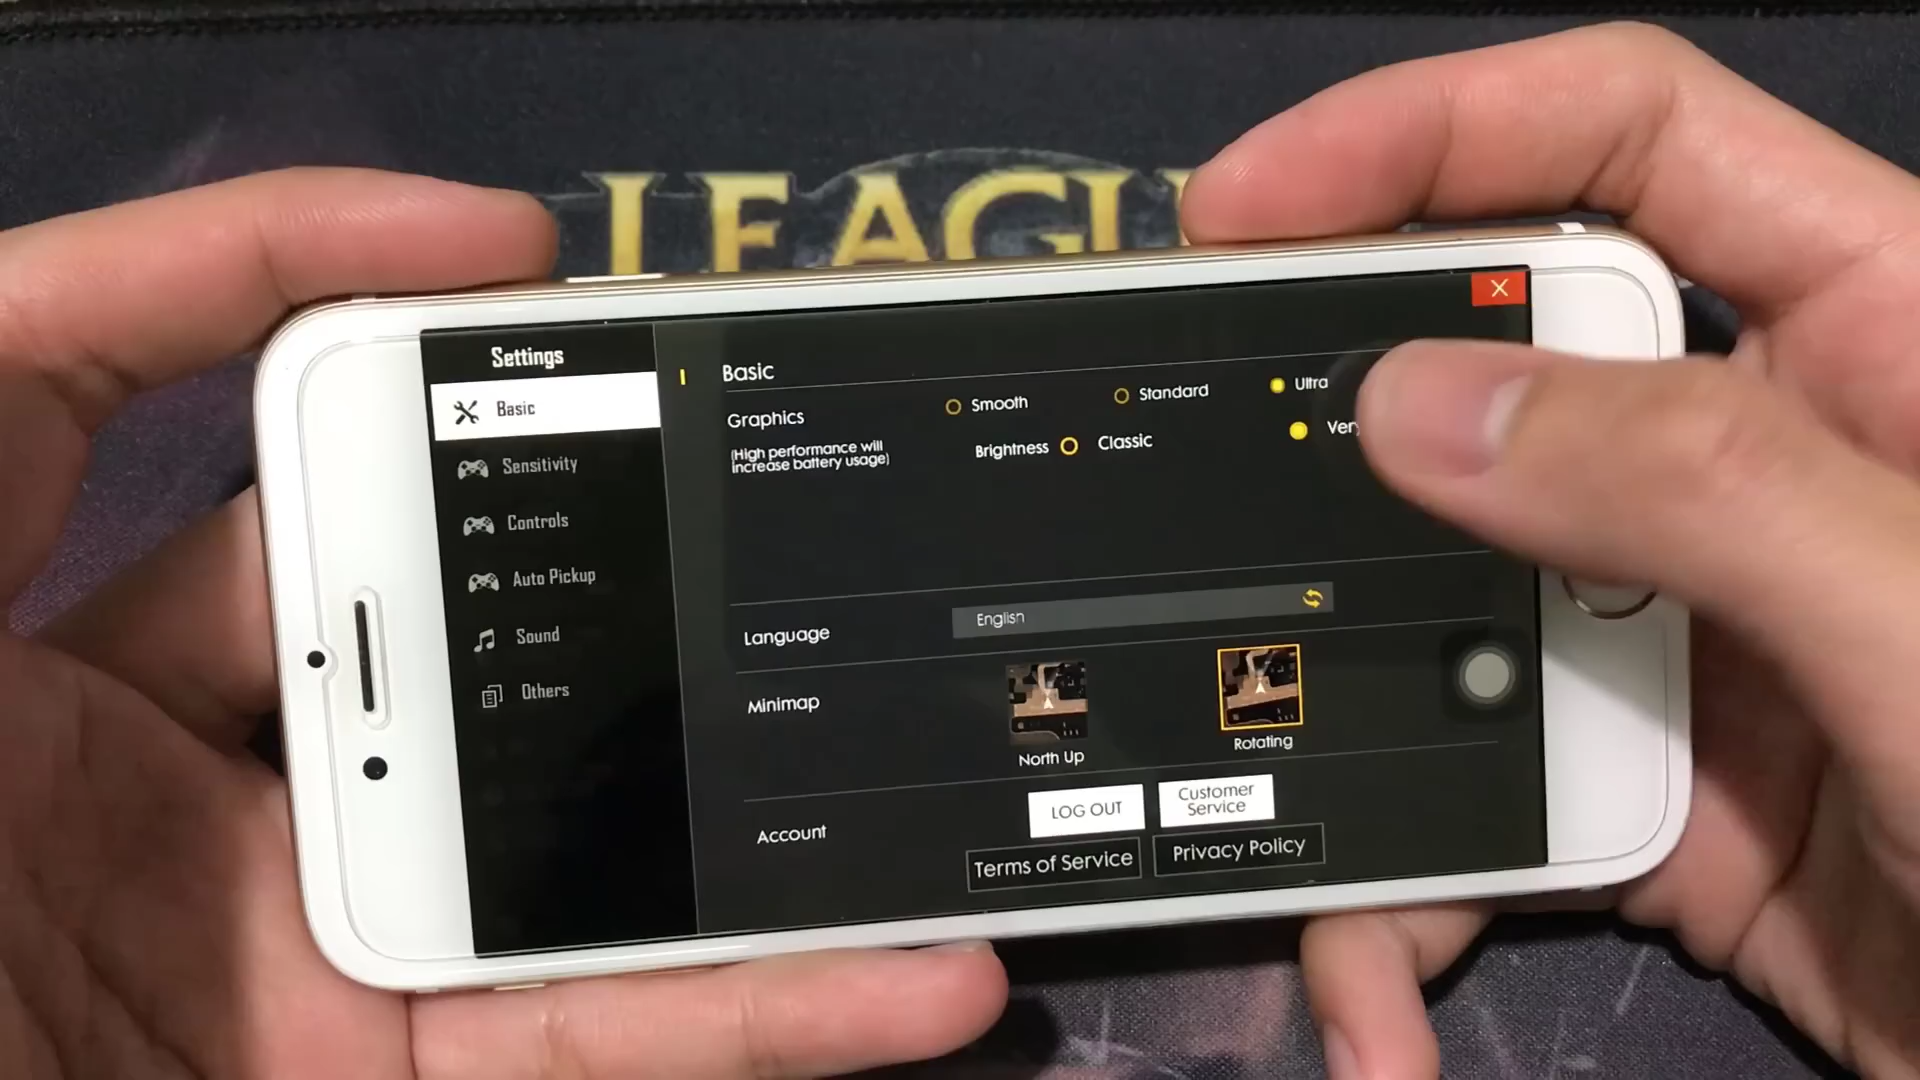 LEAGU
X
Settings
Basic
Sensitivity
Controls
Auto Pickup
Sound
Others
Basic
Graphics
Smooth
Standard
Ultra
(High performance will
increase battery usage)
Brightness
Classic
Language
English
Minimap
North Up
Rotating
Account
LOG OUT
Customer
Service
Terms of Service
Privacy Policy